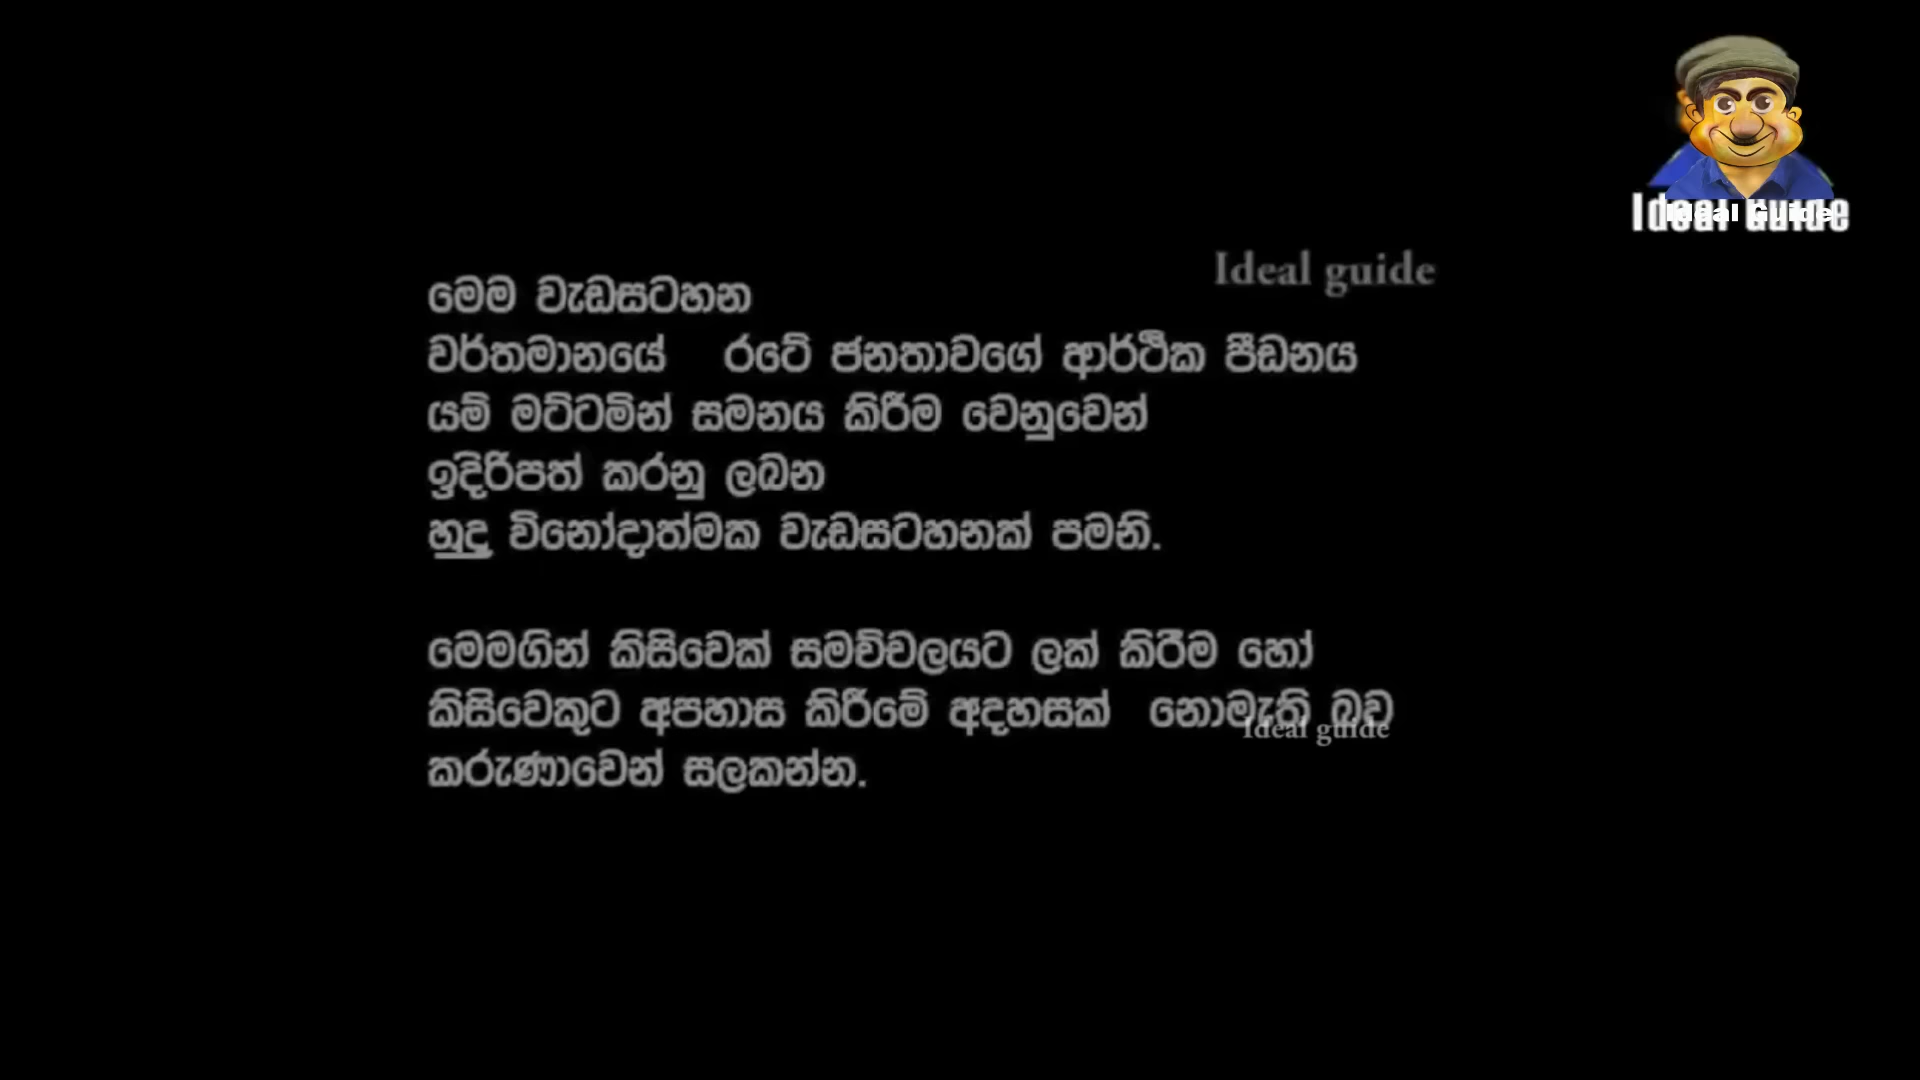 Ideal Guide
Ideal guide
මෙම වැඩසටහන
වර්තමානයේ රටේ ජනතාවගේ ආර්ථික පීඩනය
යම් මට්ටමින් සමනය කිරීම වෙනුවෙන්
ඉදිරිපත් කරනු ලබන
හුදු විනෝදාත්මක වැඩසටහනක් පමනි.
මෙමගින් කිසිවෙක් සමච්චලයට ලක් කිරීම හෝ
කිසිවෙකුට අපහාස කිරීමේ අදහසක් නොමැති බව
Ideal guide
කරුණාවෙන් සලකන්න.